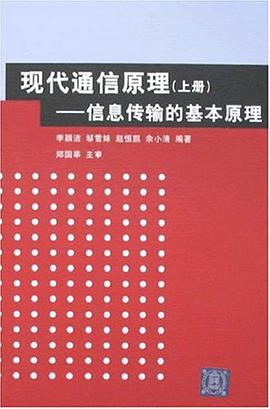 现代通信原理(上册)
——信息传输的基本原理
李颖洁 邹雪妹 赵恒凯 余小清 编著
郑国莘 主审